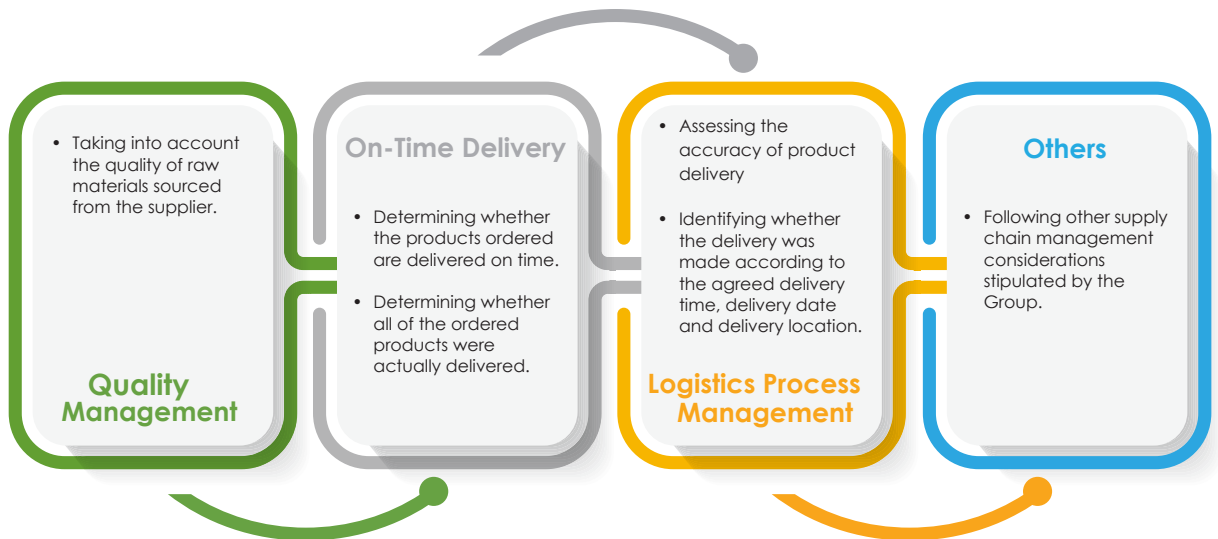 • Taking into account
the quality of raw
materials sourced
from the supplier.
Quality
Management
On-Time Delivery
• Determining whether
the products ordered
are delivered on time.
• Determining whether
all of the ordered
products were
actually delivered.
• Assessing the
accuracy of product
delivery
• Identifying whether
the delivery was
made according to
the agreed delivery
time, delivery date
and delivery location.
Logistics Process
Management
Others
• Following other supply
chain management
considerations
stipulated by the
Group.